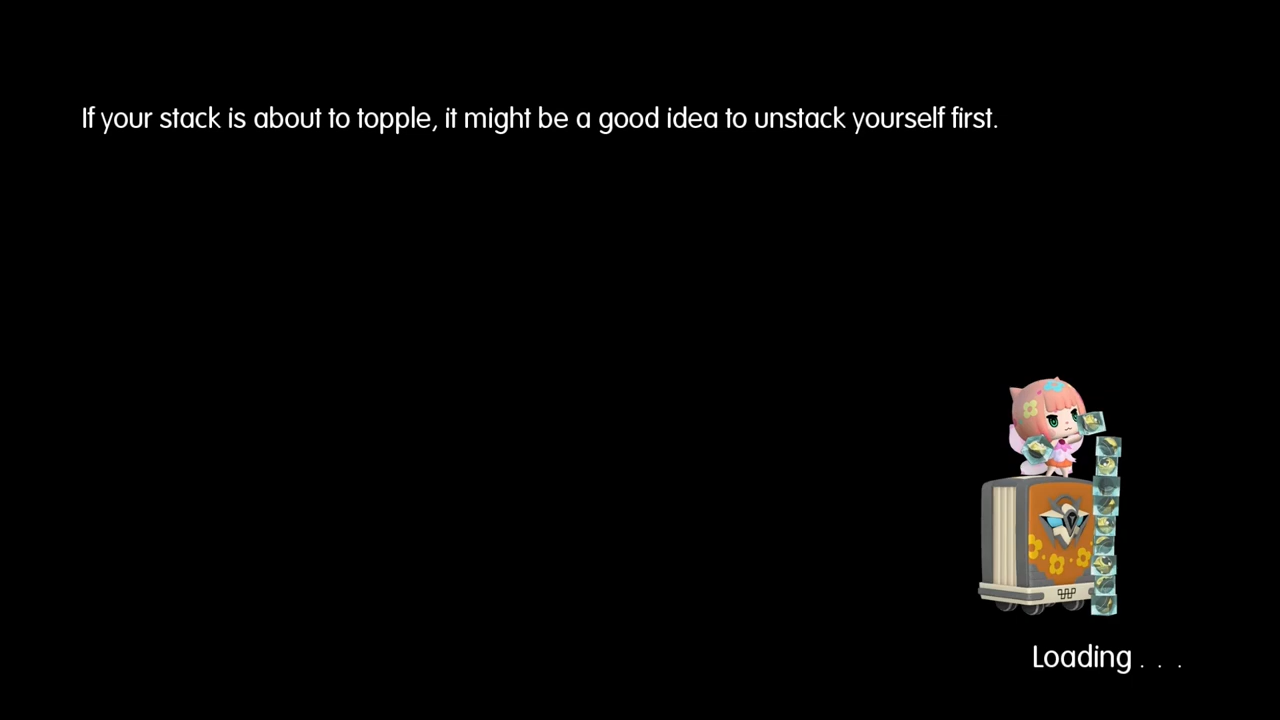 If your stack is about to topple, it might be a good idea to unstack yourself first.
Loading . . .